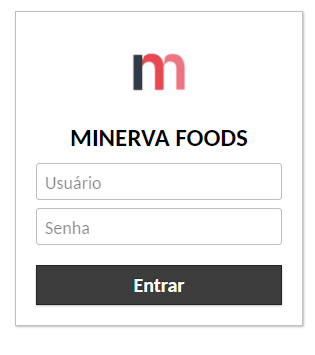 m
MINERVA FOODS
Usuário
Senha
Entrar